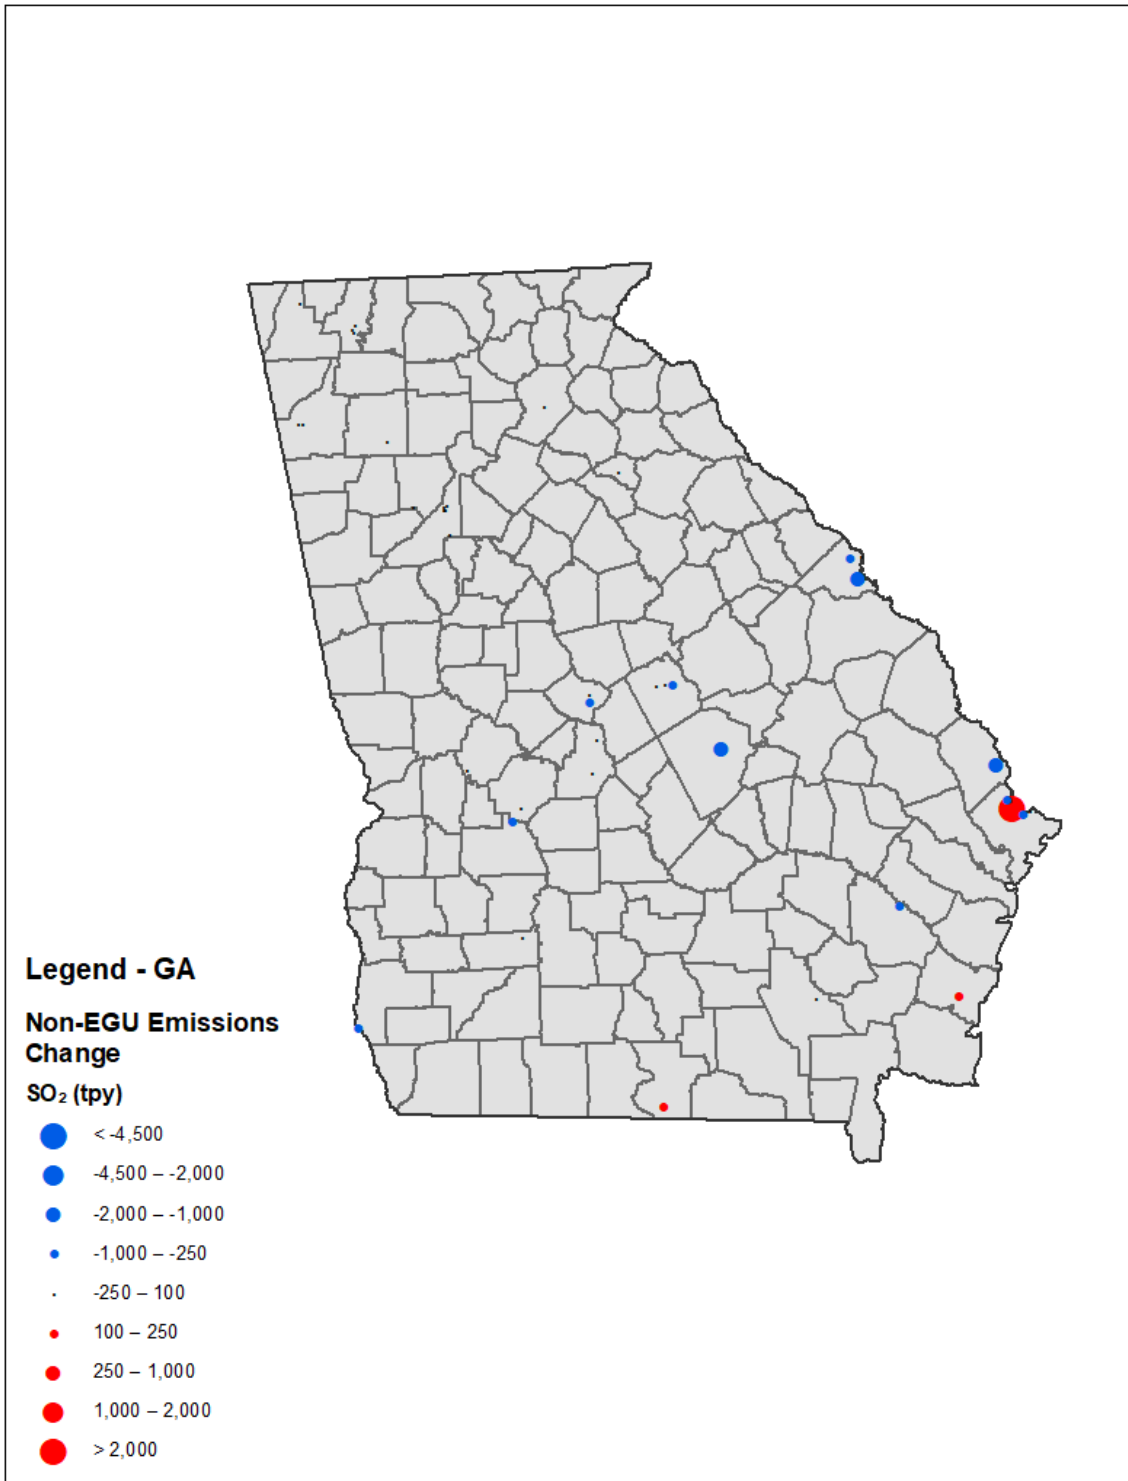 Legend - GA
Non-EGU Emissions
Change
SO₂ (tpy)
< -4,500
-4,500 – -2,000
-2,000 – -1,000
-1,000 – -250
-250 – 100
100 – 250
250 – 1,000
1,000 – 2,000
> 2,000